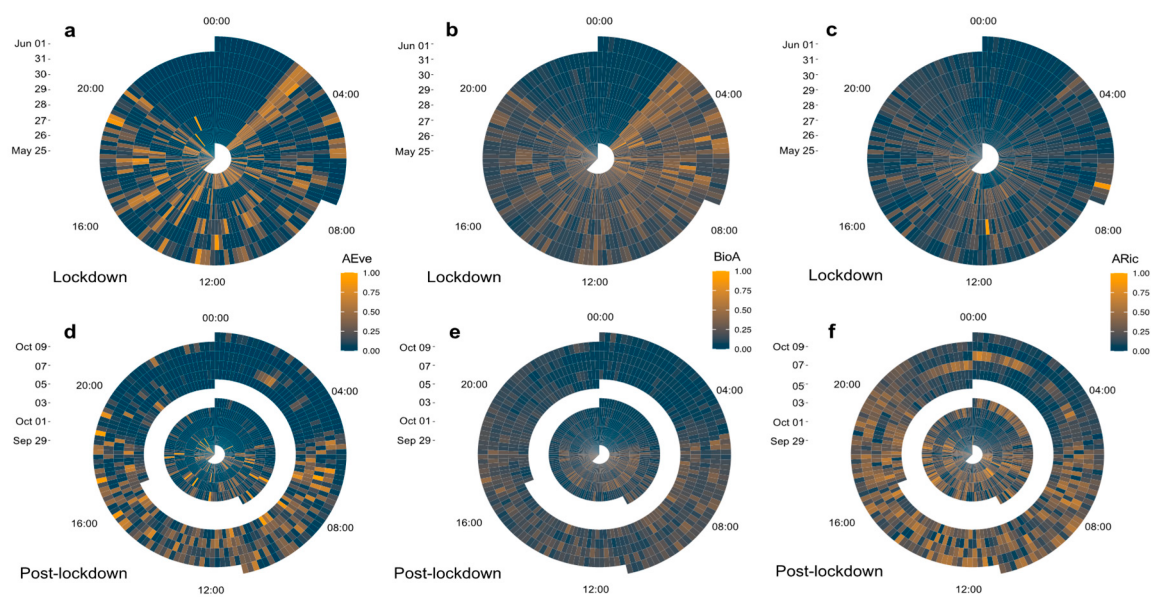 a
00:00
Jun 01
31
30
29
28
27
26
May 25
20:00
04:00
16:00
08:00
12:00
Lockdown
AEve
1.00
0.75
0.50
0.25
0.00
b
00:00
Jun 01
31
30
29
28
27
26
May 25
20:00
04:00
16:00
08:00
12:00
Lockdown
BioA
1.00
0.75
0.50
0.25
0.00
c
00:00
Jun 01
31
30
29
28
27
26
May 25
20:00
04:00
16:00
08:00
12:00
Lockdown
ARic
1.00
0.75
0.50
0.25
0.00
d
00:00
Oct 09
07
05
03
Oct 01
Sep 29
20:00
04:00
16:00
08:00
12:00
Post-lockdown
e
00:00
Oct 09
07
05
03
Oct 01
Sep 29
20:00
04:00
16:00
08:00
12:00
Post-lockdown
f
00:00
Oct 09
07
05
03
Oct 01
Sep 29
20:00
04:00
16:00
08:00
12:00
Post-lockdown